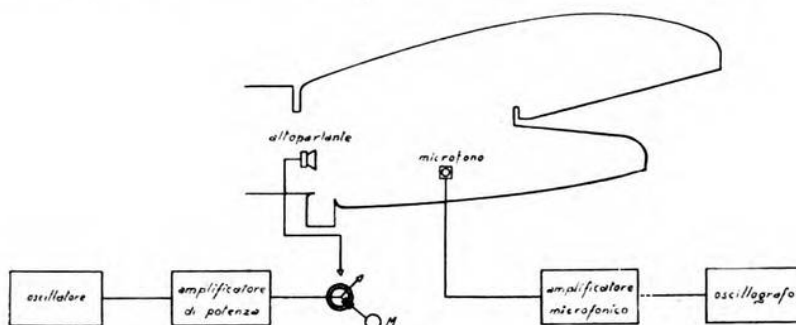 altoparlante
microfono
oscillatore
amplificatore
di potenza
M
amplificatore
microfonico
oscillografo